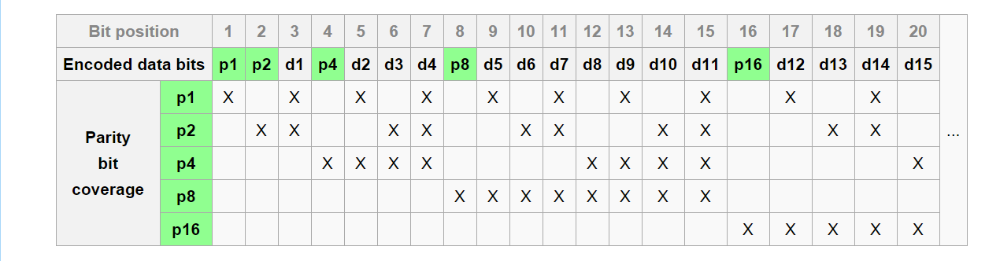 Bit position 1 2 3 4 5 6 7 8 9 10 11 12 13 14 15 16 17 18 19 20
Encoded data bits p1 p2 d1 p4 d2 d3 d4 p8 d5 d6 d7 d8 d9 d10 d11 p16 d12 d13 d14 d15
Parity
bit
coverage
p1 X X X X X X X X X X
p2 X X X X X X X X X X
p4 X X X X X X X X X
p8 X X X X X X X X
p16 X X X X X
...